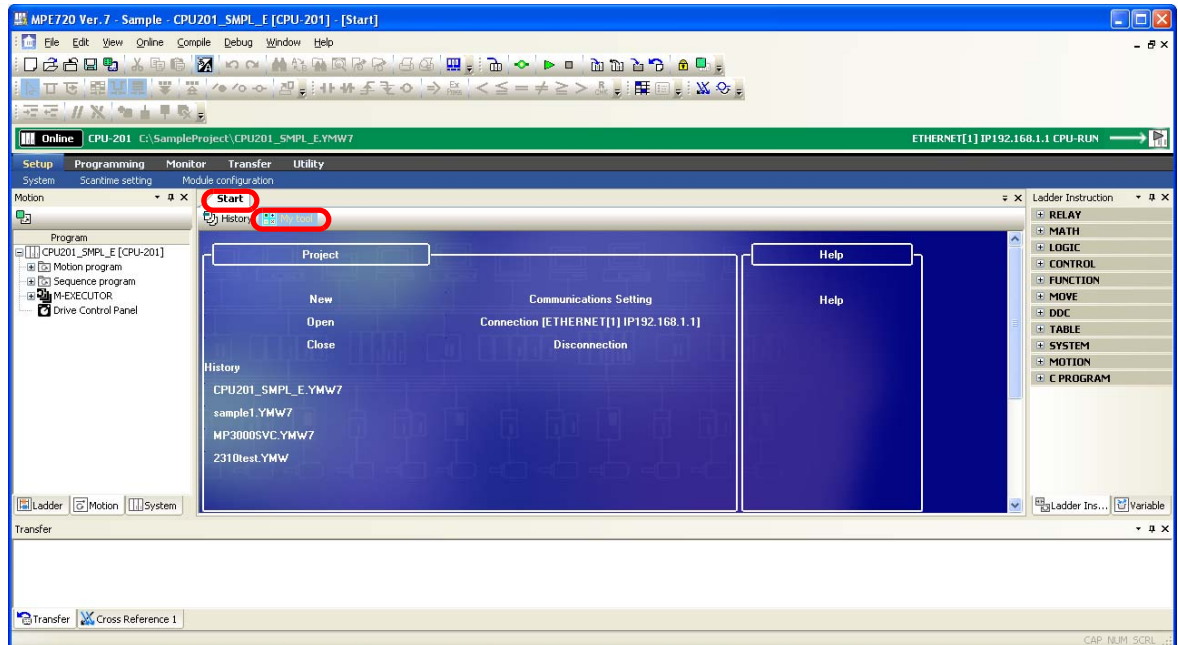 MPE720 Ver.7 - Sample - CPU201_SMPL_E [CPU-201] - [Start]
File Edit View Online Compile Debug Window Help
Online CPU-201 C:\SampleProject\CPU201_SMPL_E.YMW7 ETHERNET[1] IP192.168.1.1 CPU-RUN
Setup Programming Monitor Transfer Utility
System Scantime setting Module configuration
Motion
Program
CPU201_SMPL_E [CPU-201]
Motion program
Sequence program
M-EXECUTOR
Drive Control Panel
Ladder Motion System
Start
History My tool
Project
New
Open
Close
Communications Setting
Connection [ETHERNET[1] IP192.168.1.1]
Disconnection
History
CPU201_SMPL_E.YMW7
sample1.YMW7
MP3000SVC.YMW7
2310test.YMW
Help
Help
Ladder Instruction
RELAY
MATH
LOGIC
CONTROL
FUNCTION
MOVE
DDC
TABLE
SYSTEM
MOTION
C PROGRAM
Ladder Ins... Variable
Transfer
Transfer Cross Reference 1
CAP NUM SCRL